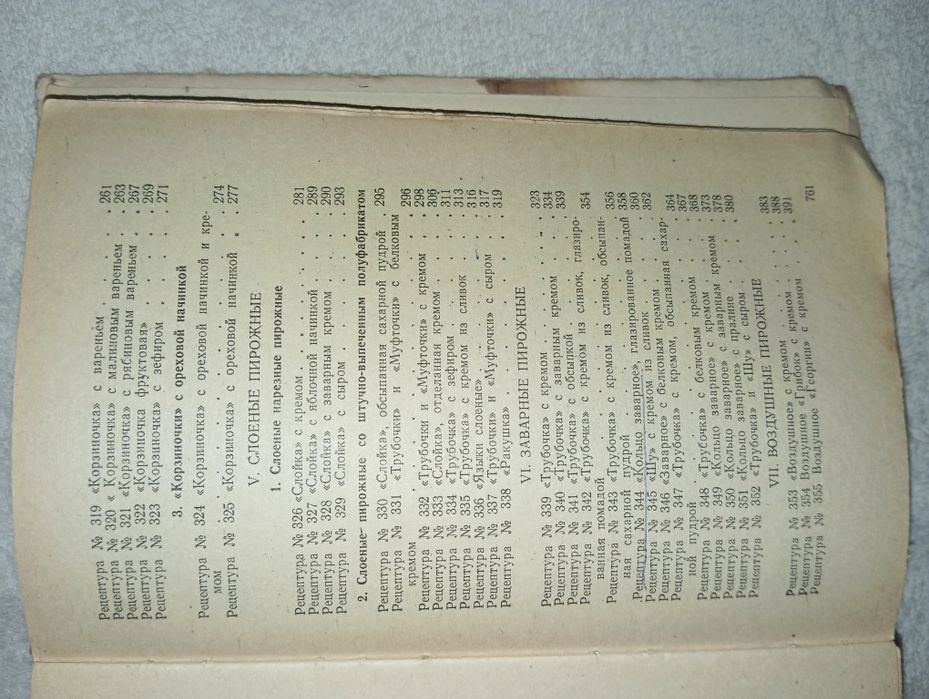 Рецептура № 319 «Корзиночка» с вареньем . . . . . 261
Рецептура № 320 « Корзиночка» с малиновым вареньем . 263
Рецептура № 321 «Корзиночка» с рясиновым вареньем . 267
Рецептура № 322 «Корзиночка фруктовая» . . . . . 269
Рецептура № 323 «Корзиночка» с зефиром . . . . . 271
3. «Корзиночки» с ореховой начинкой
Рецептура № 324 «Корзиночка» с ореховой начинкой и кре-
мом . . . . . 274
Рецептура № 325 «Корзиночка» с ореховой начинкой . 277
V. СЛОЕНЫЕ ПИРОЖНЫЕ
1. Слоеные нарезные пирожные
Рецептура № 326 «Слойка» с кремом . . . . . 281
Рецептура № 327 «Слойка» с яблочной начинкой . . . 289
Рецептура № 328 «Слойка» с заварным кремом . . . 290
Рецептура № 329 «Слойка» с сыром . . . . . 293
2. Слоеные пирожные со штучно-выпеченным полуфабрикатом
Рецептура № 330 «Слойка», обсыпанная сахарной пудрой . 295
Рецептура № 331 «Трубочки» и «Муфточки» с белковым
кремом . . . . . 296
Рецептура № 332 «Трубочки и «Муфточки» с кремом . . 298
Рецептура № 333 «Слойка», отделанная кремом . . . 306
Рецептура № 334 «Трубочка» с зефиром . . . . . 311
Рецептура № 335 «Трубочка» с кремом из сливок . . . 313
Рецептура № 336 «Языки слоеные» . . . . . 316
Рецептура № 337 «Трубочки» и «Муфточки» с сыром . . 317
Рецептура № 338 «Ракушка» . . . . . 319
VI. ЗАВАРНЫЕ ПИРОЖНЫЕ
Рецептура № 339 «Трубочка» с кремом . . . . . 323
Рецептура № 340 «Трубочка» с заварным кремом . . . 334
Рецептура № 341 «Трубочка» с обсыпкой . . . . . 339
Рецептура № 342 «Трубочка» с кремом из сливок, глазиро-
ванная помадой . . . . . 354
Рецептура № 343 «Трубочка» с кремом из сливок, обсыпан-
ная сахарной пудрой . . . . . 356
Рецептура № 344 «Кольцо заварное», глазированное помадой 358
Рецептура № 345 «Шу» с кремом из сливок . . . . . 360
Рецептура № 346 «Заварное» с белковым кремом . . . 362
Рецептура № 347 «Трубочка» с кремом, обсыпанная сахар-
ной пудрой . . . . . 364
Рецептура № 348 «Трубочка» с белковым кремом . . . 367
Рецептура № 349 «Кольцо заварное» с кремом . . . 368
Рецептура № 350 «Кольцо заварное» с заварным кремом . 373
Рецептура № 351 «Кольцо заварное» с пралине . . . 378
Рецептура № 352 «Трубочка» и «Шу» с сыром . . . . 380
VII. ВОЗДУШНЫЕ ПИРОЖНЫЕ
Рецептура № 353 «Воздушное» с кремом . . . . . 383
Рецептура № 354 Воздушное «Грибок» с кремом . . . 388
Рецептура № 355 Воздушное «Георгин» с кремом . . . 391
761